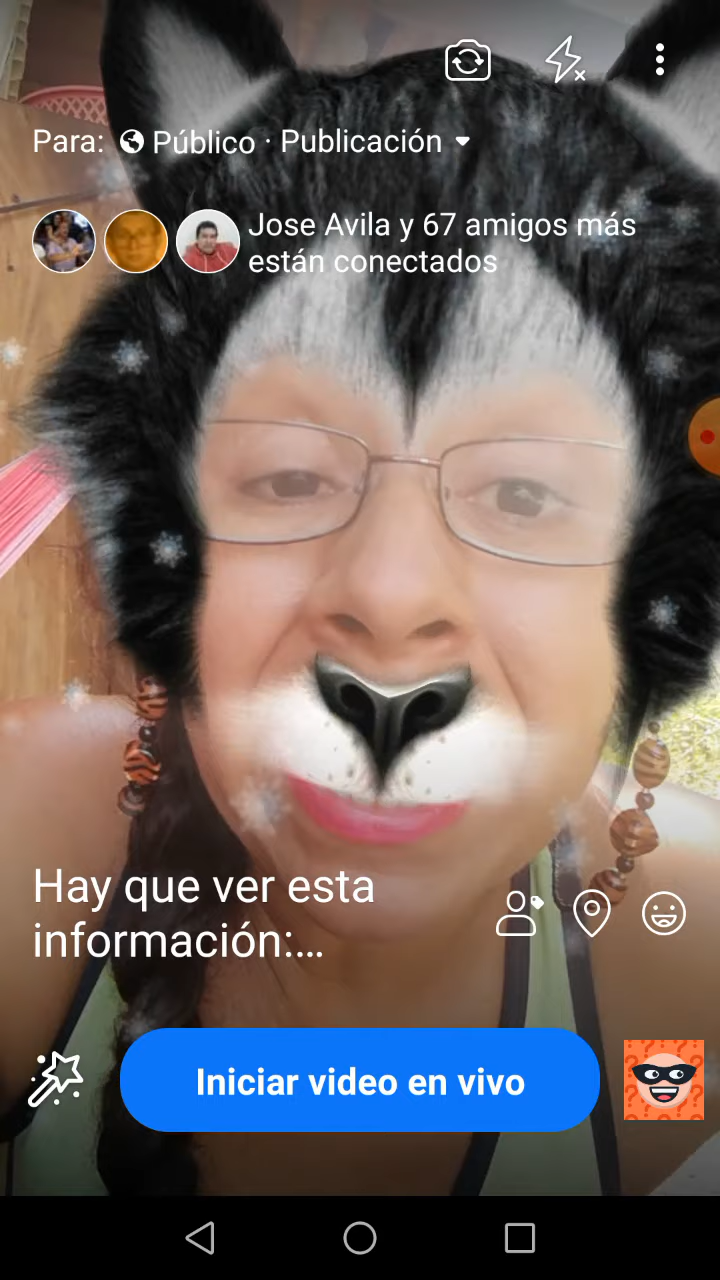 Para: Público · Publicación
Jose Avila y 67 amigos más
están conectados
Hay que ver esta
información:...
Iniciar video en vivo